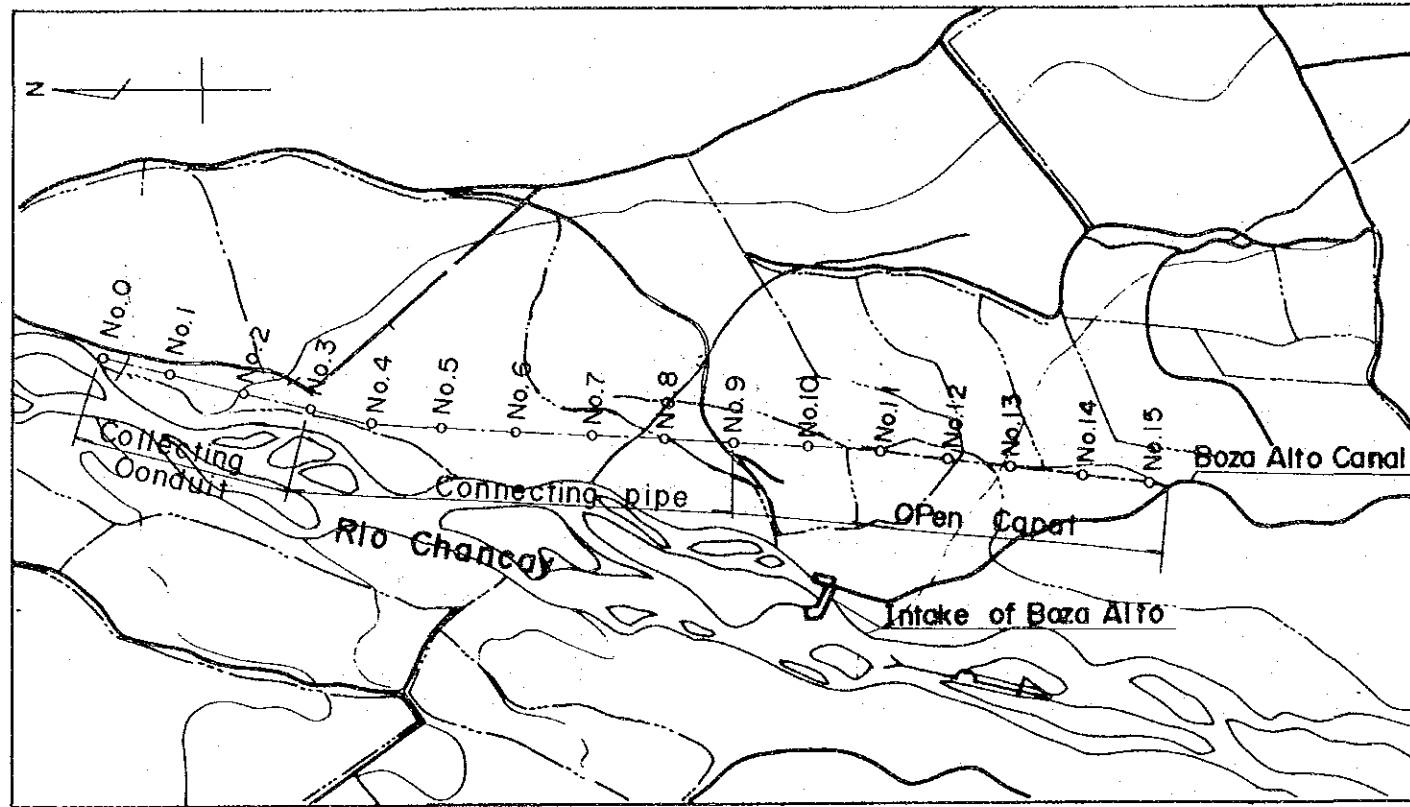 N
No.0
No.1
No.2
No.3
No.4
No.5
No.6
No.7
No.8
No.9
No.10
No.11
No.12
No.13
No.14
No.15
Boza Alto Canal
Collecting
Oonduit
Connecting pipe
OPen Capat
Rio Chancay
Intake of Boza Alto